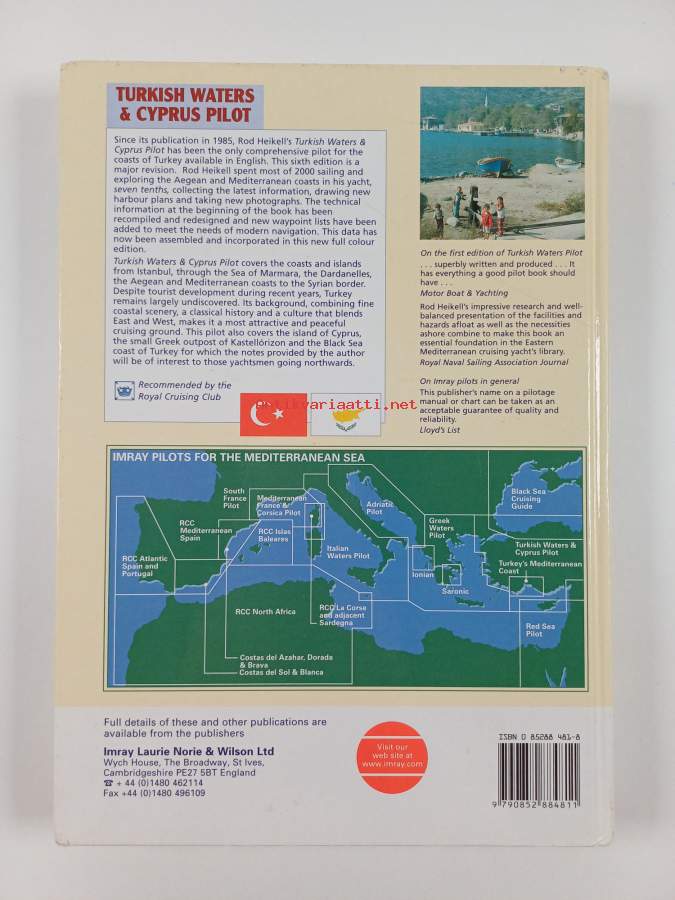 TURKISH WATERS
& CYPRUS PILOT
Since its publication in 1985, Rod Heikell's Turkish Waters &
Cyprus Pilot has been the only comprehensive pilot for the
coasts of Turkey available in English. This sixth edition is a
major revision. Rod Heikell spent most of 2000 sailing and
exploring the Aegean and Mediterranean coasts in his yacht,
seven tenths, collecting the latest information, drawing new
harbour plans and taking new photographs. The technical
information at the beginning of the book has been
recompiled and redesigned and new waypoint lists have been
added to meet the needs of modern navigation. This data has
now been assembled and incorporated in this new full colour
edition.
Turkish Waters & Cyprus Pilot covers the coasts and islands
from Istanbul, through the Sea of Marmara, the Dardanelles,
the Aegean and Mediterranean coasts to the Syrian border.
Despite tourist development during recent years, Turkey
remains largely undiscovered. Its background, combining fine
coastal scenery, a classical history and a culture that blends
East and West, makes it a most attractive and peaceful
cruising ground. This pilot also covers the island of Cyprus,
the small Greek outpost of Kastellórizon and the Black Sea
coast of Turkey for which the notes provided by the author
will be of interest to those yachtsmen going northwards.
Recommended by the
Royal Cruising Club
On the first edition of Turkish Waters Pilot
. . . superbly written and produced . . . It
has everything a good pilot book should
have . . .
Motor Boat & Yachting
Rod Heikell's impressive research and well-
balanced presentation of the facilities and
hazards afloat as well as the necessities
ashore combine to make this book an
essential foundation in the Eastern
Mediterranean cruising yacht's library.
Royal Naval Sailing Association Journal
On Imray pilots in general
This publisher's name on a pilotage
manual or chart can be taken as an
acceptable guarantee of quality and
reliability.
Lloyd's List
IMRAY PILOTS FOR THE MEDITERRANEAN SEA
South
France
Pilot
Mediterranean
France &
Corsica Pilot
Adriatic
Pilot
Black Sea
Cruising
Guide
RCC
Mediterranean
Spain
RCC Islas
Baleares
Greek
Waters
Pilot
Italian
Waters Pilot
Turkish Waters &
Cyprus Pilot
RCC Atlantic
Spain and
Portugal
Ionian
Turkey's Mediterranean
Coast
Saronic
RCC North Africa
RCC La Corse
and adjacent
Sardegna
Red Sea
Pilot
Costas del Azahar, Dorada
& Brava
Costas del Sol & Blanca
Full details of these and other publications are
available from the publishers
Imray Laurie Norie & Wilson Ltd
Wych House, The Broadway, St Ives,
Cambridgeshire PE27 5BT England
☎ + 44 (0)1480 462114
Fax +44 (0)1480 496109
Visit our
web site at
www.imray.com
ISBN 0 85288 481-8
9 790852 884811